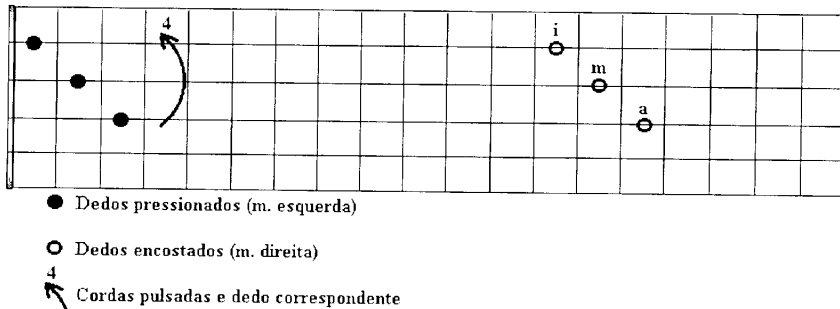 4
i
m
a
Dedos pressionados (m. esquerda)
Dedos encostados (m. direita)
4
Cordas pulsadas e dedo correspondente